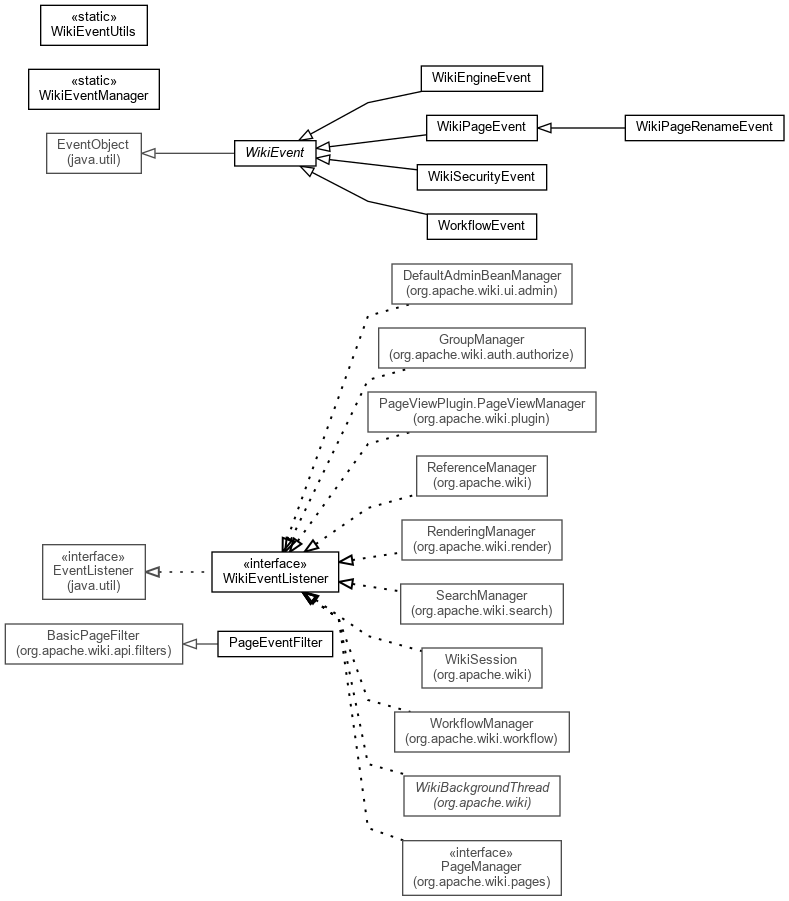 «static»
WikiEventUtils
«static»
WikiEventManager
EventObject
(java.util)
WikiEvent
WikiEngineEvent
WikiPageEvent
WikiPageRenameEvent
WikiSecurityEvent
WorkflowEvent
DefaultAdminBeanManager
(org.apache.wiki.ui.admin)
GroupManager
(org.apache.wiki.auth.authorize)
PageViewPlugin.PageViewManager
(org.apache.wiki.plugin)
ReferenceManager
(org.apache.wiki)
RenderingManager
(org.apache.wiki.render)
«interface»
EventListener
(java.util)
«interface»
WikiEventListener
SearchManager
(org.apache.wiki.search)
BasicPageFilter
(org.apache.wiki.api.filters)
PageEventFilter
WikiSession
(org.apache.wiki)
WorkflowManager
(org.apache.wiki.workflow)
WikiBackgroundThread
(org.apache.wiki)
«interface»
PageManager
(org.apache.wiki.pages)